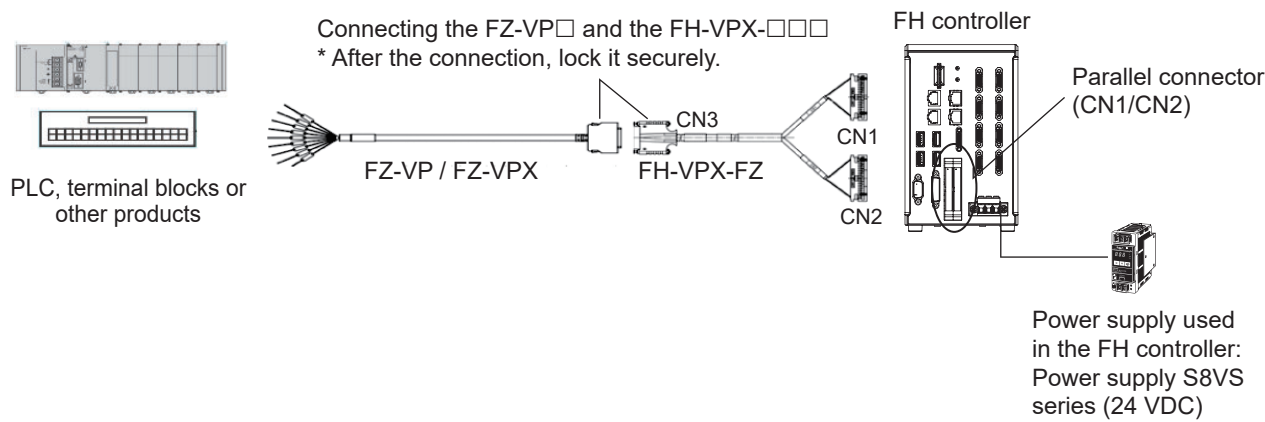 Connecting the FZ-VP□ and the FH-VPX-□□□
* After the connection, lock it securely.
FH controller
Parallel connector
(CN1/CN2)
CN3
CN1
FZ-VP / FZ-VPX
FH-VPX-FZ
CN2
PLC, terminal blocks or
other products
Power supply used
in the FH controller:
Power supply S8VS
series (24 VDC)